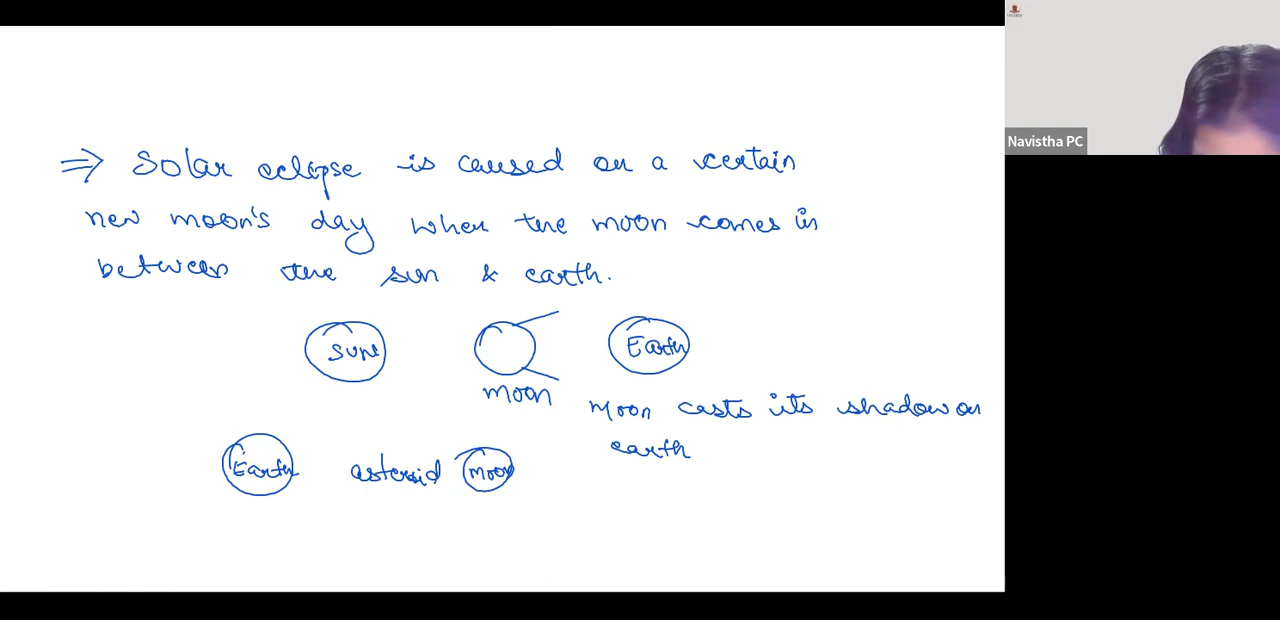 ⇒ Solar eclipse is caused on a certain
new moon's day when the moon comes in
between the sun & earth.
Sun
Earth
moon
Moon casts its shadow on
earth
Earth asteroid Moon
Navistha PC